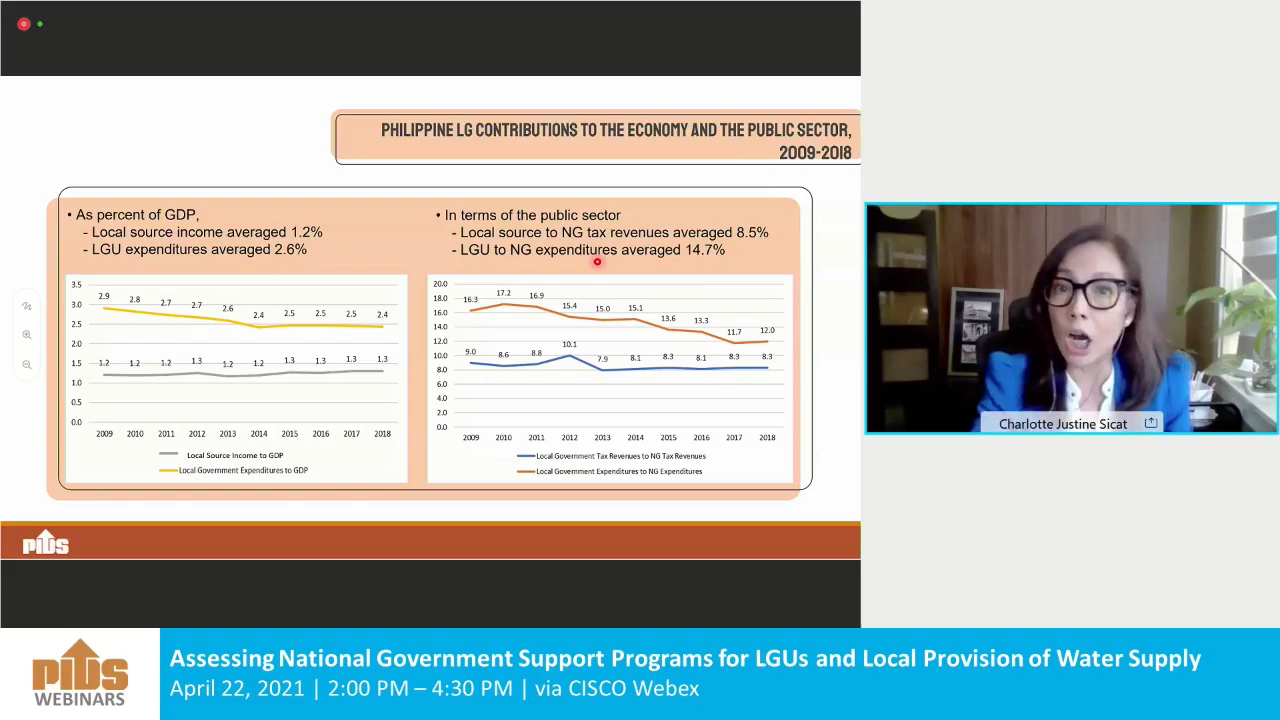 PHILIPPINE LG CONTRIBUTIONS TO THE ECONOMY AND THE PUBLIC SECTOR,
2009-2018
• As percent of GDP,
- Local source income averaged 1.2%
- LGU expenditures averaged 2.6%
3.5
3.0
2.5
2.0
1.5
1.0
0.5
0.0
2.9 2.8 2.7 2.7 2.6 2.4 2.5 2.5 2.5 2.4
1.2 1.2 1.2 1.3 1.2 1.2 1.3 1.3 1.3 1.3
2009 2010 2011 2012 2013 2014 2015 2016 2017 2018
Local Source Income to GDP
Local Government Expenditures to GDP
• In terms of the public sector
- Local source to NG tax revenues averaged 8.5%
- LGU to NG expenditures averaged 14.7%
20.0
18.0
16.0
14.0
12.0
10.0
8.0
6.0
4.0
2.0
0.0
16.3 17.2 16.9 15.4 15.0 15.1 13.6 13.3 11.7 12.0
9.0 8.6 8.8 10.1 7.9 8.1 8.3 8.1 8.3 8.3
2009 2010 2011 2012 2013 2014 2015 2016 2017 2018
Local Government Tax Revenues to NG Tax Revenues
Local Government Expenditures to NG Expenditures
PIDS
Charlotte Justine Sicat
PIDS
WEBINARS
Assessing National Government Support Programs for LGUs and Local Provision of Water Supply
April 22, 2021 | 2:00 PM – 4:30 PM | via CISCO Webex